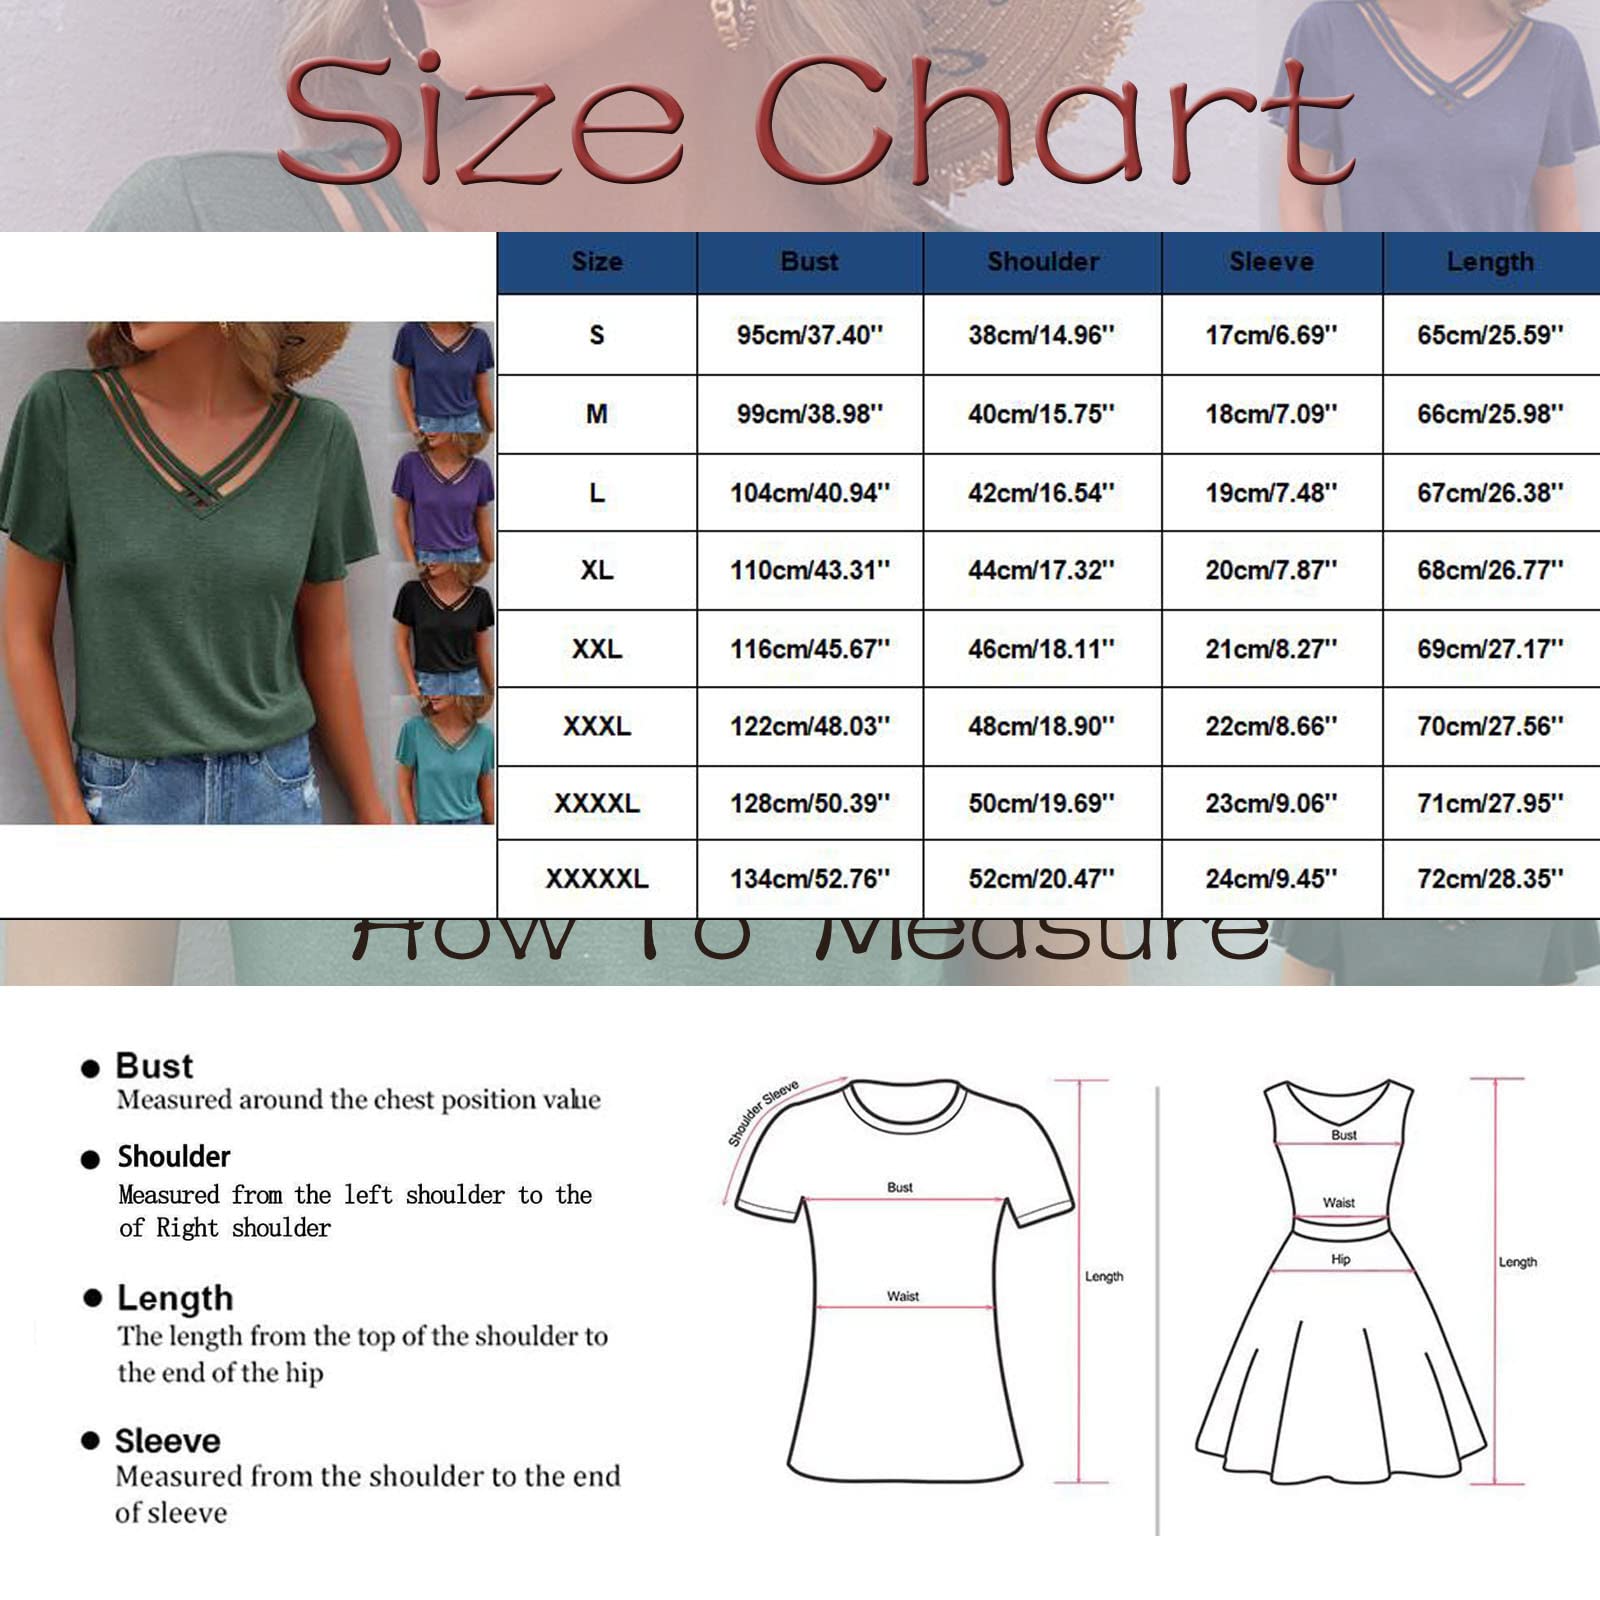 Size Chart
Size Bust Shoulder Sleeve Length
S 95cm/37.40'' 38cm/14.96'' 17cm/6.69'' 65cm/25.59''
M 99cm/38.98'' 40cm/15.75'' 18cm/7.09'' 66cm/25.98''
L 104cm/40.94'' 42cm/16.54'' 19cm/7.48'' 67cm/26.38''
XL 110cm/43.31'' 44cm/17.32'' 20cm/7.87'' 68cm/26.77''
XXL 116cm/45.67'' 46cm/18.11'' 21cm/8.27'' 69cm/27.17''
XXXL 122cm/48.03'' 48cm/18.90'' 22cm/8.66'' 70cm/27.56''
XXXXL 128cm/50.39'' 50cm/19.69'' 23cm/9.06'' 71cm/27.95''
XXXXXL 134cm/52.76'' 52cm/20.47'' 24cm/9.45'' 72cm/28.35''
How To Measure
Bust
Measured around the chest position value
Shoulder
Measured from the left shoulder to the
of Right shoulder
Length
The length from the top of the shoulder to
the end of the hip
Sleeve
Measured from the shoulder to the end
of sleeve
Shoulder Sleeve
Bust
Waist
Length
Bust
Waist
Hip
Length